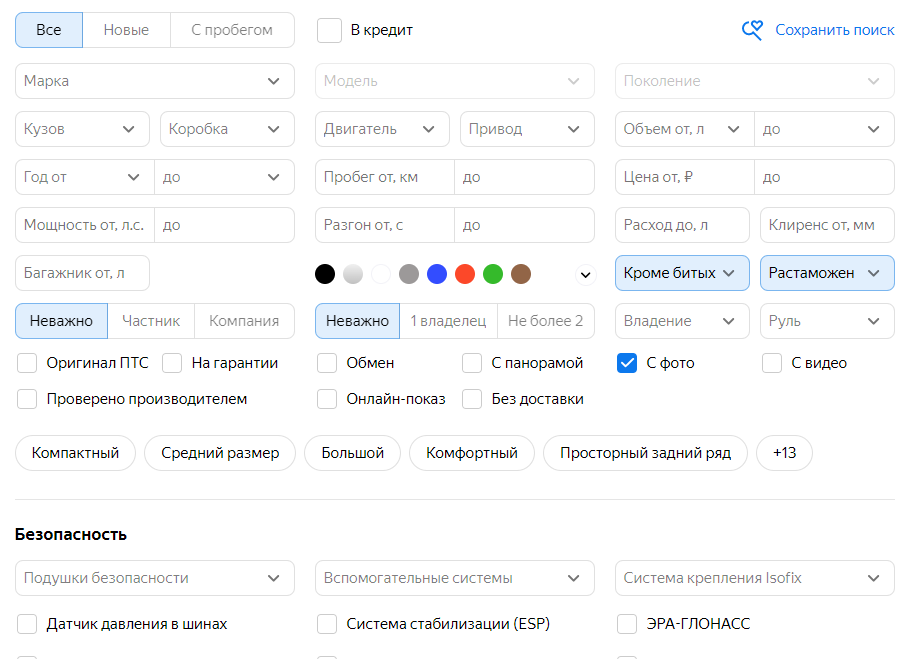 Все Новые С пробегом В кредит Сохранить поиск
Марка Модель Поколение
Кузов Коробка Двигатель Привод Объем от, л до
Год от до Пробег от, км до Цена от, ₽ до
Мощность от, л.с. до Разгон от, с до Расход до, л Клиренс от, мм
Багажник от, л Кроме битых Растаможен
Неважно Частник Компания Неважно 1 владелец Не более 2 Владение Руль
Оригинал ПТС На гарантии Обмен С панорамой С фото С видео
Проверено производителем Онлайн-показ Без доставки
Компактный Средний размер Большой Комфортный Просторный задний ряд +13
Безопасность
Подушки безопасности Вспомогательные системы Система крепления Isofix
Датчик давления в шинах Система стабилизации (ESP) ЭРА-ГЛОНАСС